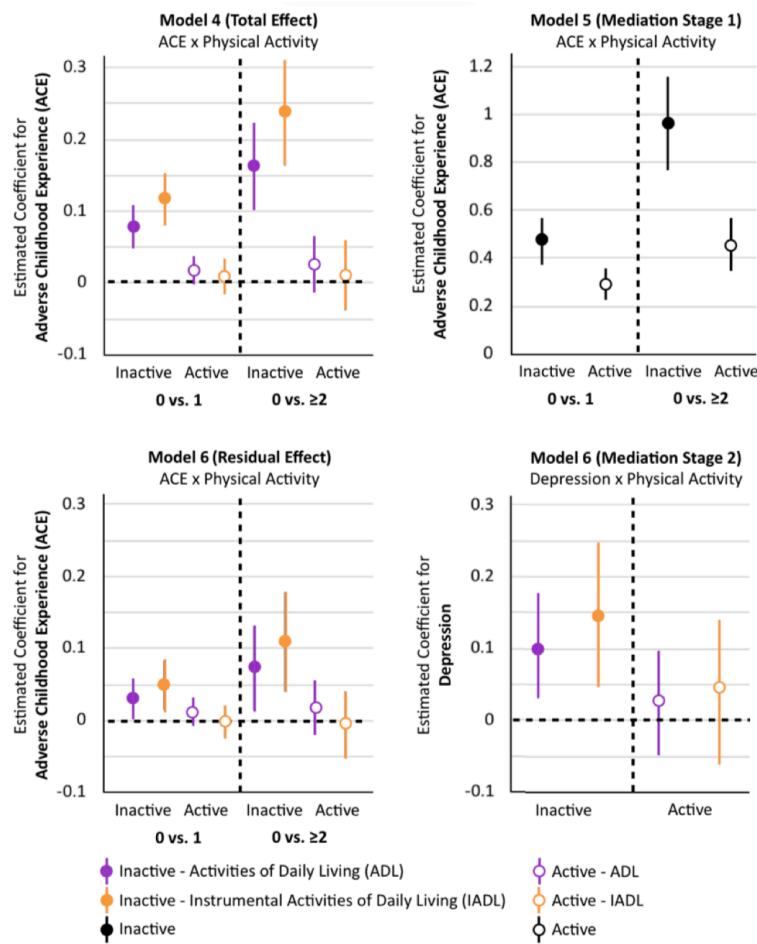 Model 4 (Total Effect)
ACE x Physical Activity
Estimated Coefficient for
Adverse Childhood Experience (ACE)
0.3
0.2
0.1
0
-0.1
Inactive Active Inactive Active
0 vs. 1 0 vs. ≥2
Model 5 (Mediation Stage 1)
ACE x Physical Activity
Estimated Coefficient for
Adverse Childhood Experience (ACE)
1.2
1
0.8
0.6
0.4
0.2
0
Inactive Active Inactive Active
0 vs. 1 0 vs. ≥2
Model 6 (Residual Effect)
ACE x Physical Activity
Estimated Coefficient for
Adverse Childhood Experience (ACE)
0.3
0.2
0.1
0
-0.1
Inactive Active Inactive Active
0 vs. 1 0 vs. ≥2
Model 6 (Mediation Stage 2)
Depression x Physical Activity
Estimated Coefficient for
Depression
0.3
0.2
0.1
0
-0.1
Inactive Active
Inactive - Activities of Daily Living (ADL)
Inactive - Instrumental Activities of Daily Living (IADL)
Inactive
Active - ADL
Active - IADL
Active